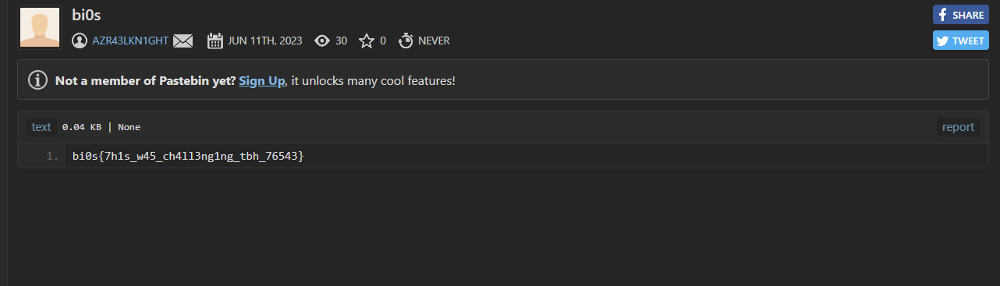 bi0s
SHARE
AZR43LKN1GHT JUN 11TH, 2023 30 0 NEVER
TWEET
Not a member of Pastebin yet? Sign Up, it unlocks many cool features!
text 0.04 KB | None report
1. bi0s{7h1s_w45_ch4ll3ng1ng_tbh_76543}